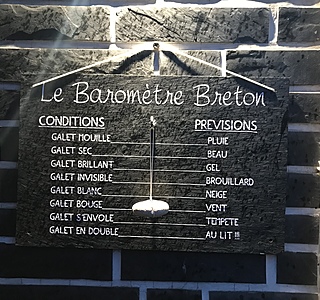 Le Baromètre Breton
CONDITIONS PREVISIONS
GALET MOUILLE PLUIE
GALET SEC BEAU
GALET BRILLANT GEL
GALET INVISIBLE BROUILLARD
GALET BLANC NEIGE
GALET BOUGE VENT
GALET S'ENVOLE TEMPETE
GALET EN DOUBLE AU LIT !!!